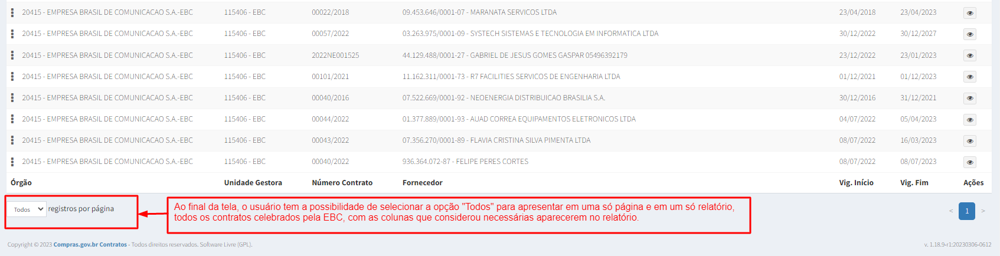 20415 - EMPRESA BRASIL DE COMUNICACAO S.A.-EBC 115406 - EBC 00022/2018 09.453.646/0001-07 - MARANATA SERVICOS LTDA 23/04/2018 23/04/2023
20415 - EMPRESA BRASIL DE COMUNICACAO S.A.-EBC 115406 - EBC 00057/2022 03.263.975/0001-09 - SYSTECH SISTEMAS E TECNOLOGIA EM INFORMATICA LTDA 30/12/2022 30/12/2027
20415 - EMPRESA BRASIL DE COMUNICACAO S.A.-EBC 115406 - EBC 2022NE001525 44.129.488/0001-27 - GABRIEL DE JESUS GOMES GASPAR 05496392179 23/12/2022 23/01/2023
20415 - EMPRESA BRASIL DE COMUNICACAO S.A.-EBC 115406 - EBC 00101/2021 11.162.311/0001-73 - R7 FACILITIES SERVICOS DE ENGENHARIA LTDA 01/12/2021 01/12/2023
20415 - EMPRESA BRASIL DE COMUNICACAO S.A.-EBC 115406 - EBC 00040/2016 07.522.669/0001-92 - NEOENERGIA DISTRIBUICAO BRASILIA S.A. 30/12/2016 31/12/2021
20415 - EMPRESA BRASIL DE COMUNICACAO S.A.-EBC 115406 - EBC 00044/2022 01.377.889/0001-93 - AUAD CORREA EQUIPAMENTOS ELETRONICOS LTDA 04/07/2022 05/04/2023
20415 - EMPRESA BRASIL DE COMUNICACAO S.A.-EBC 115406 - EBC 00043/2022 07.356.270/0001-89 - FLAVIA CRISTINA SILVA PIMENTA LTDA 08/07/2022 16/03/2023
20415 - EMPRESA BRASIL DE COMUNICACAO S.A.-EBC 115406 - EBC 00040/2022 936.364.072-87 - FELIPE PERES CORTES 08/07/2022 08/07/2023
Órgão Unidade Gestora Número Contrato Fornecedor Vig. Início Vig. Fim Ações
Todos registros por página
Ao final da tela, o usuário tem a possibilidade de selecionar a opção "Todos" para apresentar em uma só página e em um só relatório,
todos os contratos celebrados pela EBC, com as colunas que considerou necessárias aparecerem no relatório.
< 1 >
Copyright © 2023 Compras.gov.br Contratos - Todos direitos reservados. Software Livre (GPL). v. 1.18.9-r1:20230306-0612